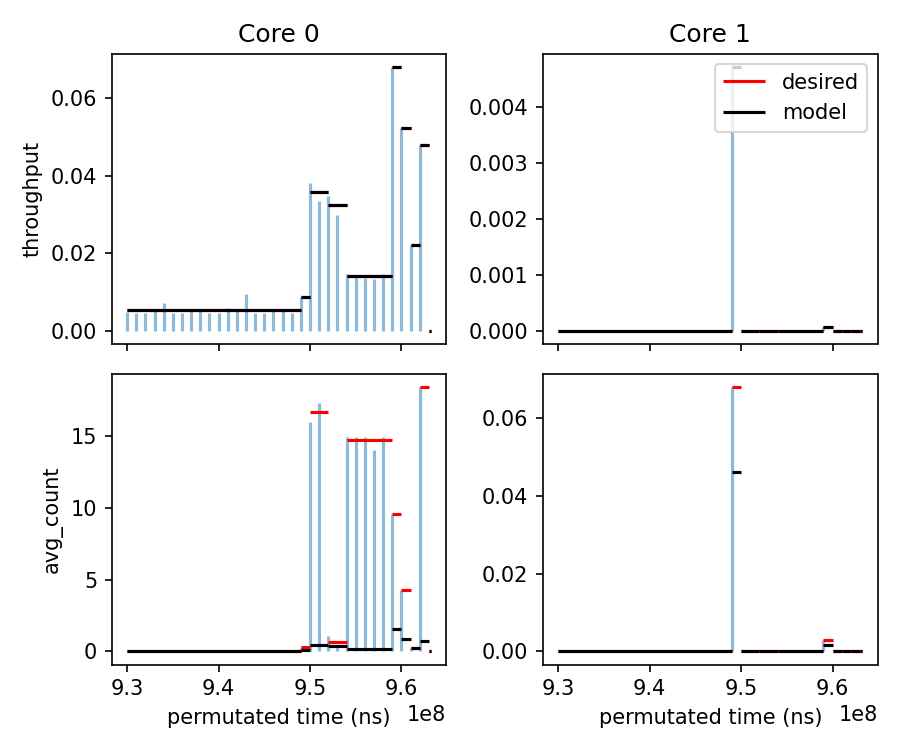 Core 0
Core 1
throughput
0.06
0.04
0.02
0.00
0.004
0.003
0.002
0.001
0.000
desired
model
avg_count
15
10
5
0
0.06
0.04
0.02
0.00
9.3
9.4
9.5
9.6
1e8
permutated time (ns)
9.3
9.4
9.5
9.6
1e8
permutated time (ns)